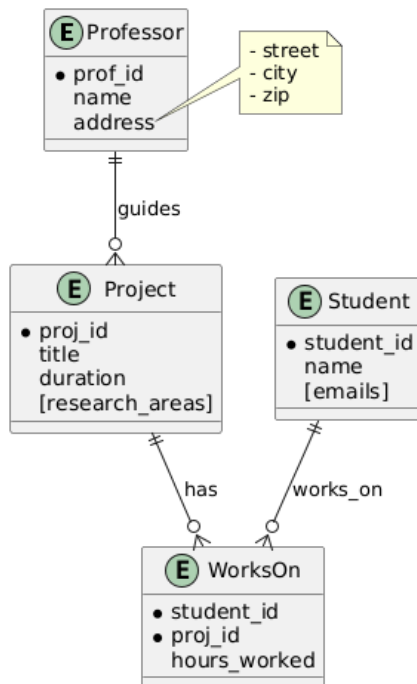 E Professor
prof_id
name
address
- street
- city
- zip
guides
E Project
proj_id
title
duration
[research_areas]
E Student
student_id
name
[emails]
has
works_on
E WorksOn
student_id
proj_id
hours_worked